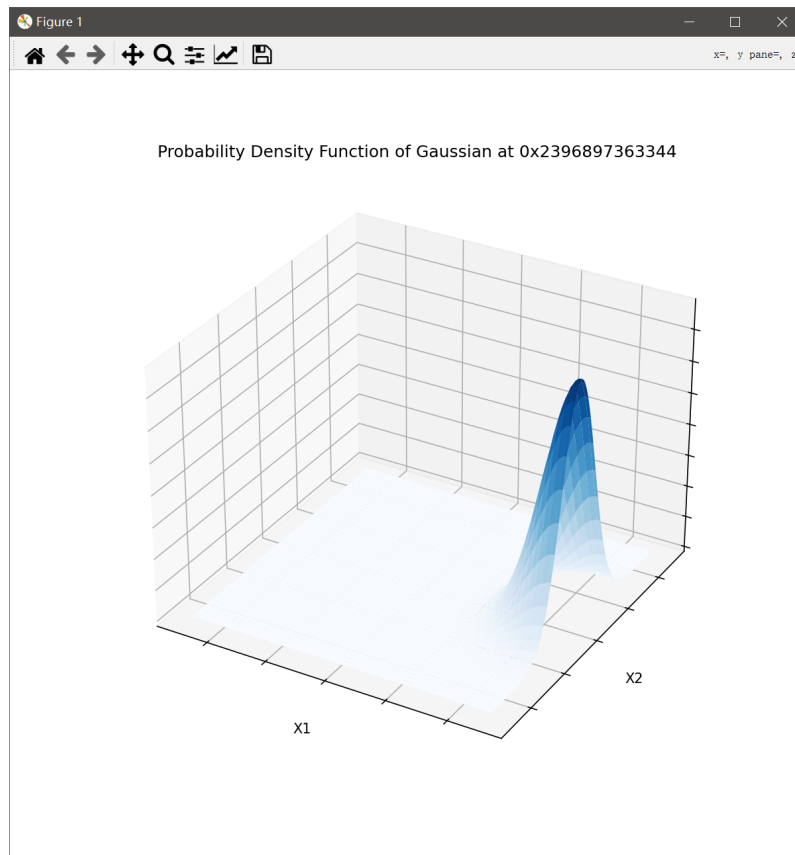 Figure 1
x=, y pane=, z
Probability Density Function of Gaussian at 0x2396897363344
X2
X1